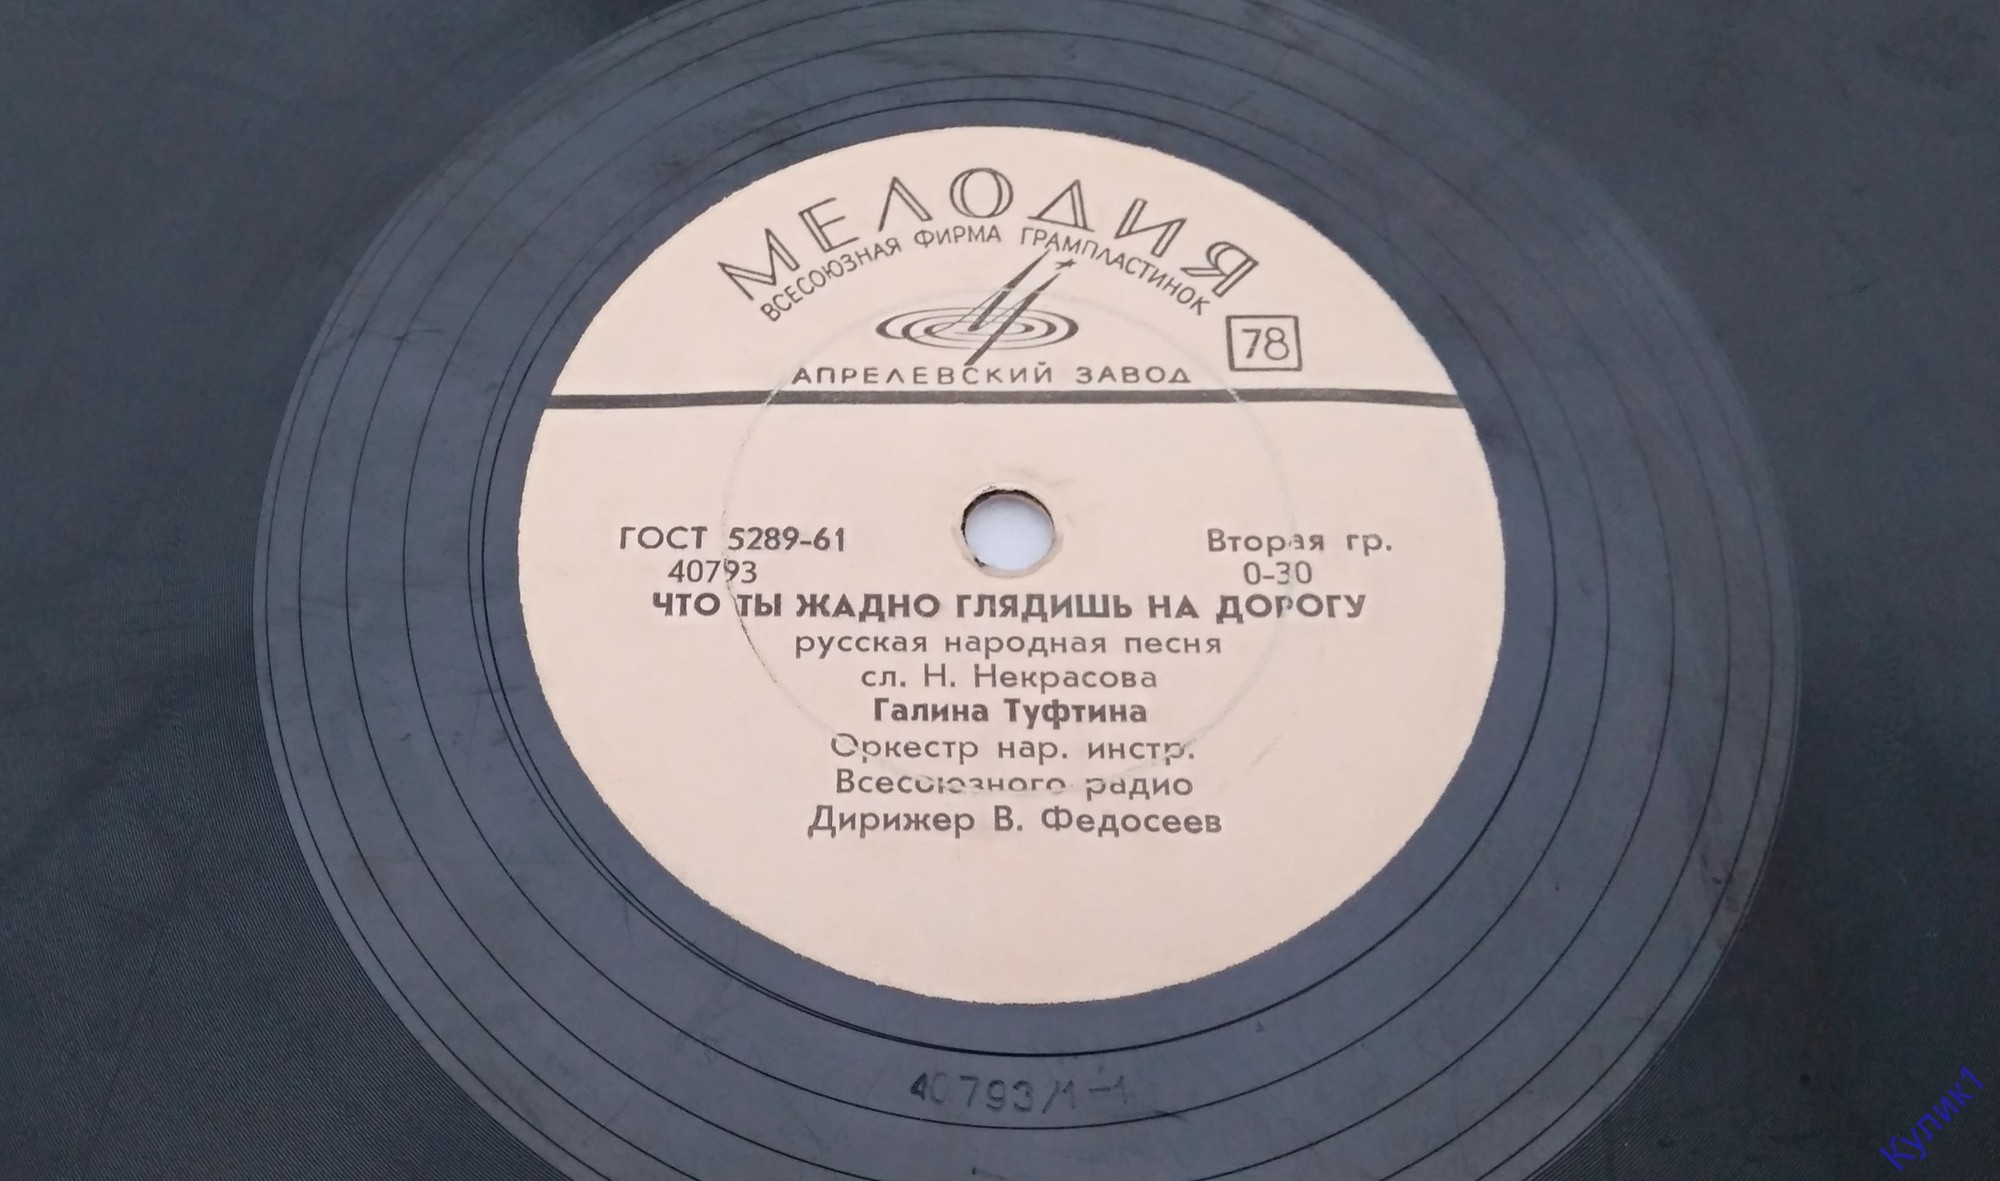 МЕЛОДИЯ
ВСЕСОЮЗНАЯ ФИРМА ГРАМПЛАСТИНОК
78
АПРЕЛЕВСКИЙ ЗАВОД
ГОСТ 5289-61
Вторая гр.
40793
0-30
ЧТО ТЫ ЖАДНО ГЛЯДИШЬ НА ДОРОГУ
русская народная песня
сл. Н. Некрасова
Галина Туфтина
Оркестр нар. инстр.
Всесоюзного радио
Дирижер В. Федосеев
40793/1-1
Кулик1